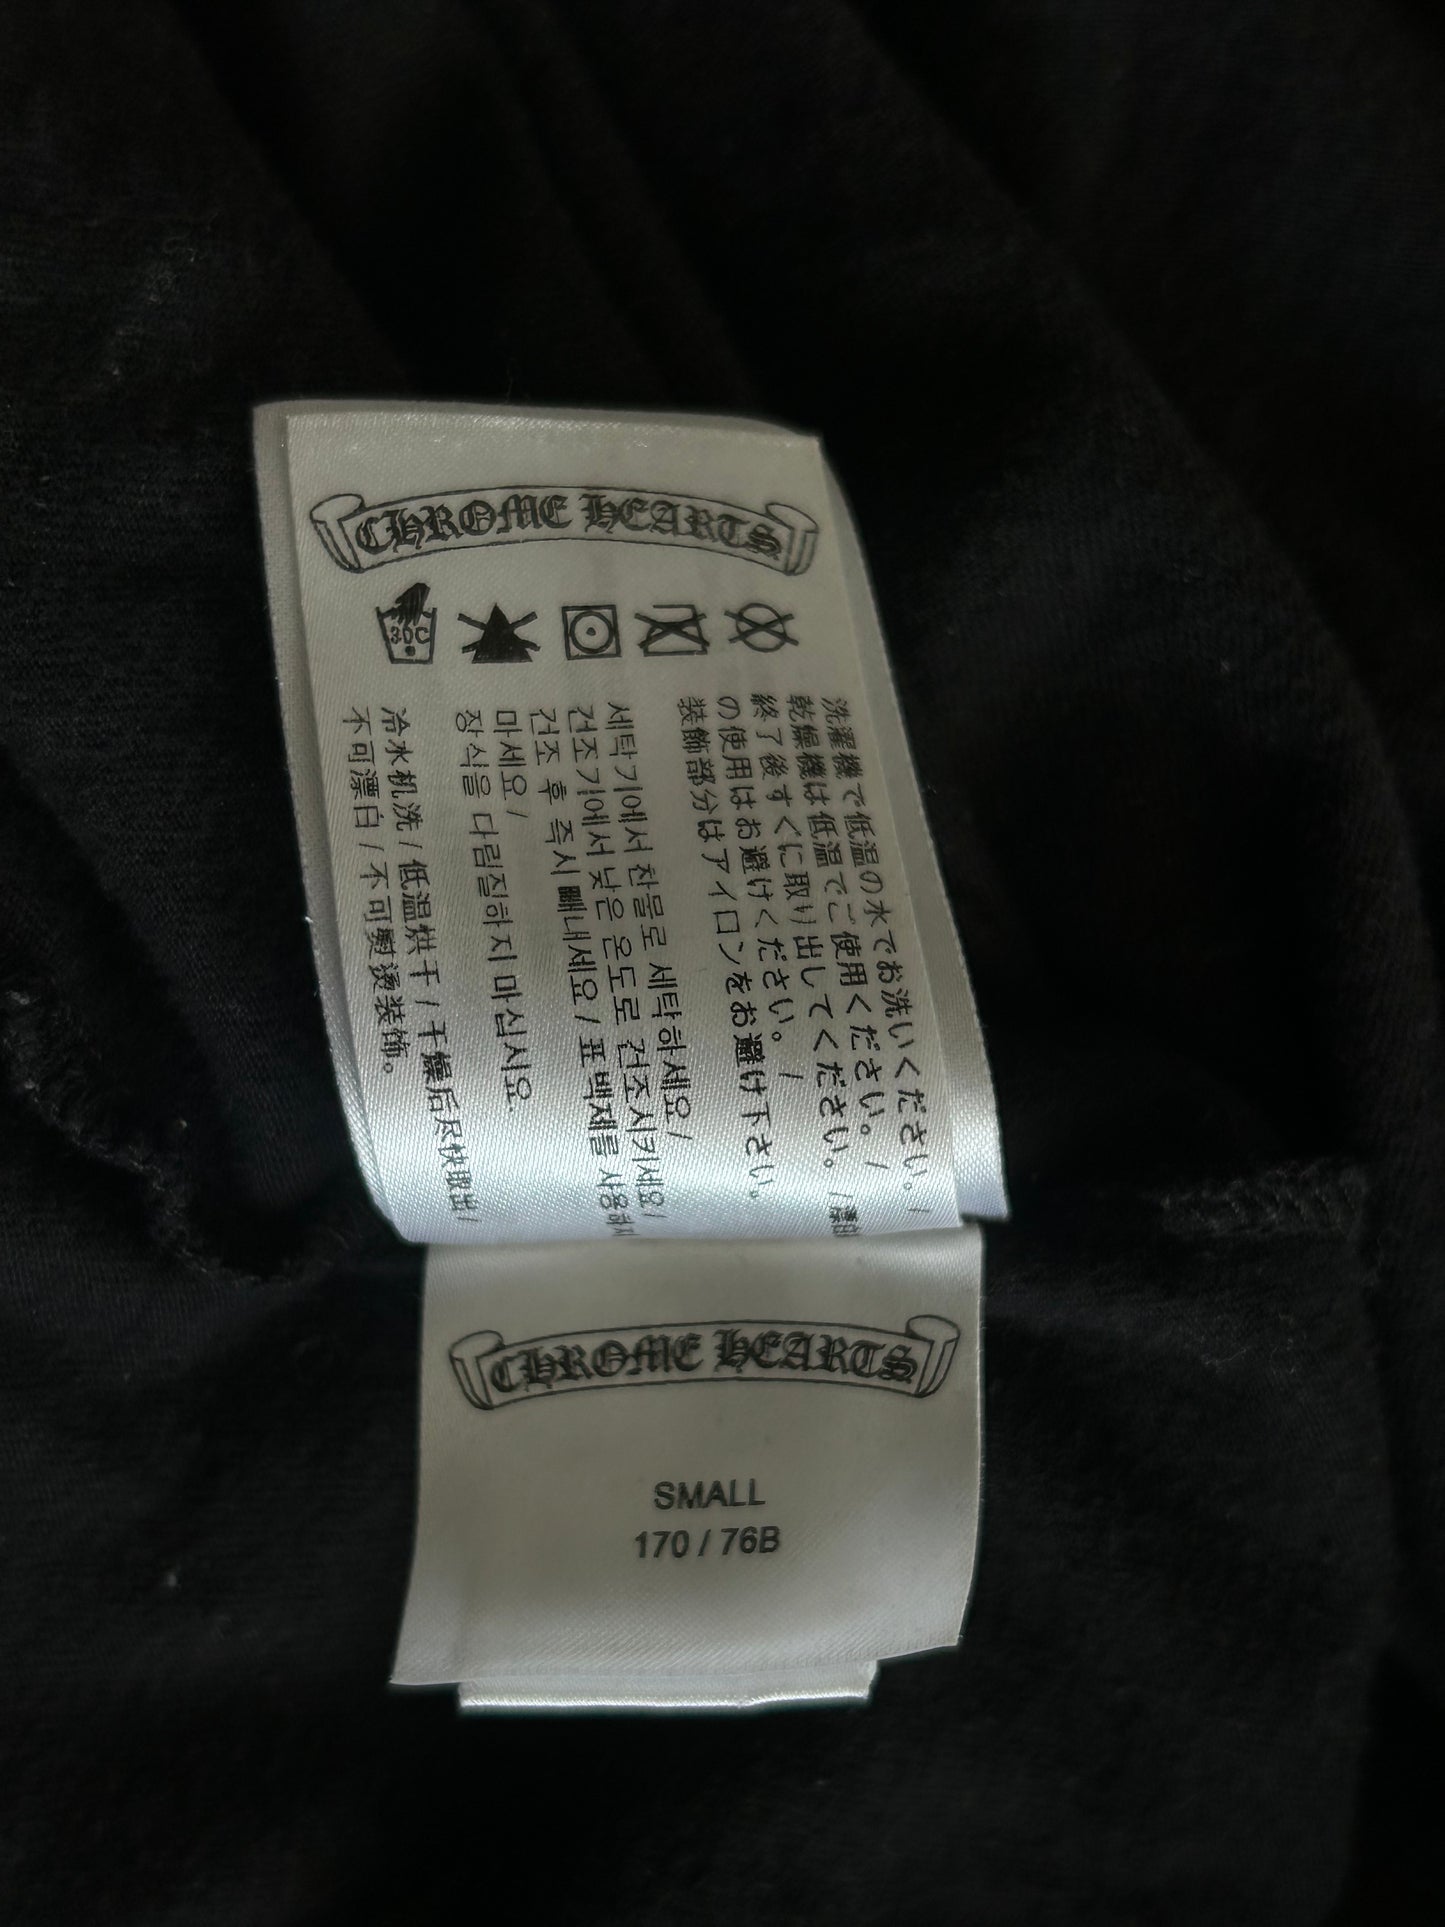 CHROME HEARTS
30C
洗濯機で低温の水でお洗いください。/
乾燥機は低温でご使用ください。/
終了後すぐに取り出してください。/漂白
の使用はお避けください。/
装飾部分はアイロンをお避け下さい。
세탁기에서 찬물로 세탁하세요/
건조기에서 낮은 온도로 건조시키세요/
건조 후 즉시 빼내세요/표백제를 사용하지
마세요/
장식을 다림질하지 마십시오.
冷水机洗/低温烘干/干燥后尽快取出/
不可漂白/不可熨烫装饰。
CHROME HEARTS
SMALL
170 / 76B